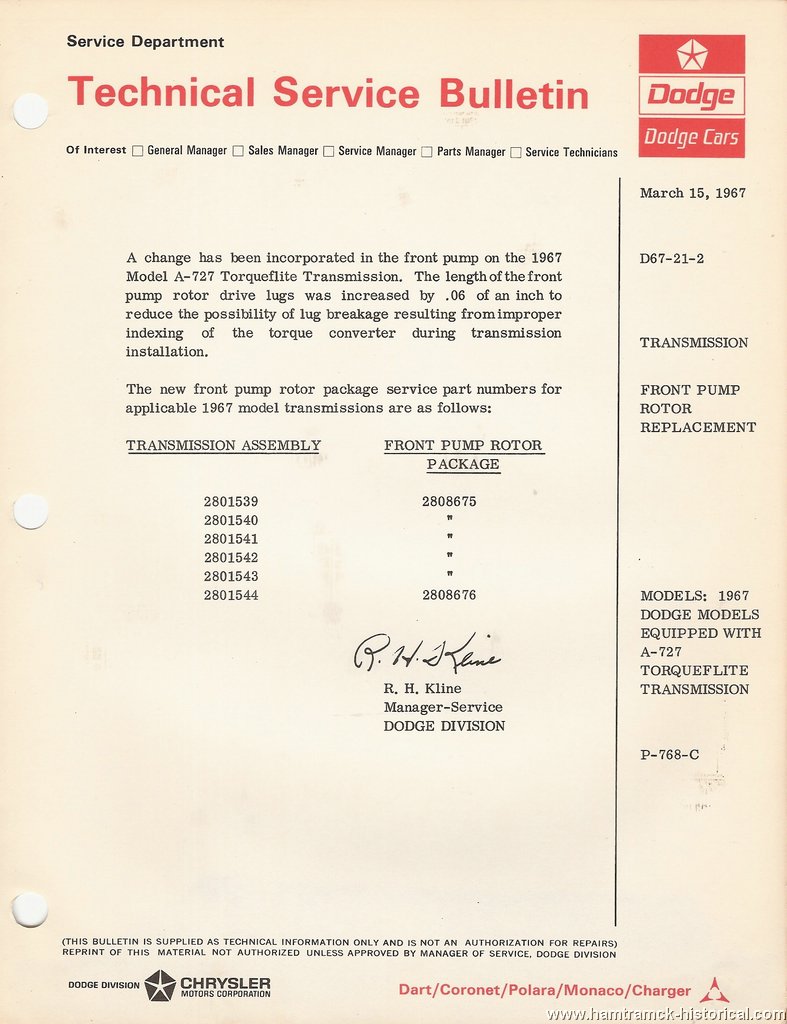 Service Department
Technical Service Bulletin
Dodge
Dodge Cars
Of Interest □ General Manager □ Sales Manager □ Service Manager □ Parts Manager □ Service Technicians
March 15, 1967
D67-21-2
TRANSMISSION
FRONT PUMP
ROTOR
REPLACEMENT
MODELS: 1967
DODGE MODELS
EQUIPPED WITH
A-727
TORQUEFLITE
TRANSMISSION
P-768-C
A change has been incorporated in the front pump on the 1967
Model A-727 Torqueflite Transmission. The length of the front
pump rotor drive lugs was increased by .06 of an inch to
reduce the possibility of lug breakage resulting from improper
indexing of the torque converter during transmission
installation.
The new front pump rotor package service part numbers for
applicable 1967 model transmissions are as follows:
TRANSMISSION ASSEMBLY FRONT PUMP ROTOR
PACKAGE
2801539 2808675
2801540 "
2801541 "
2801542 "
2801543 "
2801544 2808676
R. H. Kline
R. H. Kline
Manager-Service
DODGE DIVISION
(THIS BULLETIN IS SUPPLIED AS TECHNICAL INFORMATION ONLY AND IS NOT AN AUTHORIZATION FOR REPAIRS)
REPRINT OF THIS MATERIAL NOT AUTHORIZED UNLESS APPROVED BY MANAGER OF SERVICE, DODGE DIVISION
DODGE DIVISION CHRYSLER
MOTORS CORPORATION
Dart/Coronet/Polara/Monaco/Charger
www.hamtramck-historical.com